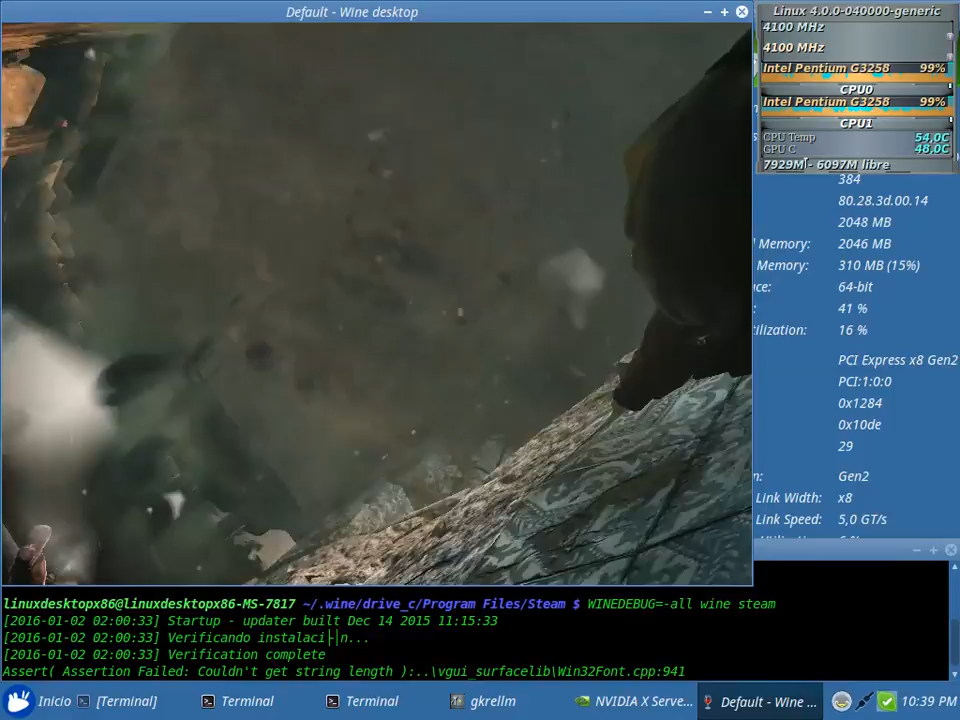 Default - Wine desktop
Linux 4.0.0-040000-generic
4100 MHz
4100 MHz
Intel Pentium G3258 99%
CPU0
Intel Pentium G3258 99%
CPU1
CPU Temp 54,0C
GPU C 48.0C
7929M - 6097M libre
384
80.28.3d.00.14
2048 MB
Memory: 2046 MB
Memory: 310 MB (15%)
ce: 64-bit
: 41 %
tilization: 16 %
PCI Express x8 Gen2
PCI:1:0:0
0x1284
0x10de
29
n: Gen2
Link Width: x8
Link Speed: 5,0 GT/s
linuxdesktopx86@linuxdesktopx86-MS-7817 ~/.wine/drive_c/Program Files/Steam $ WINEDEBUG=-all wine steam
[2016-01-02 02:00:33] Startup - updater built Dec 14 2015 11:15:33
[2016-01-02 02:00:33] Verificando instalaci├│n...
[2016-01-02 02:00:33] Verification complete
Assert( Assertion Failed: Couldn't get string length ):..\vgui_surfacelib\Win32Font.cpp:941
Inicio [Terminal] Terminal Terminal gkrellm NVIDIA X Serve... Default - Wine ... 10:39 PM